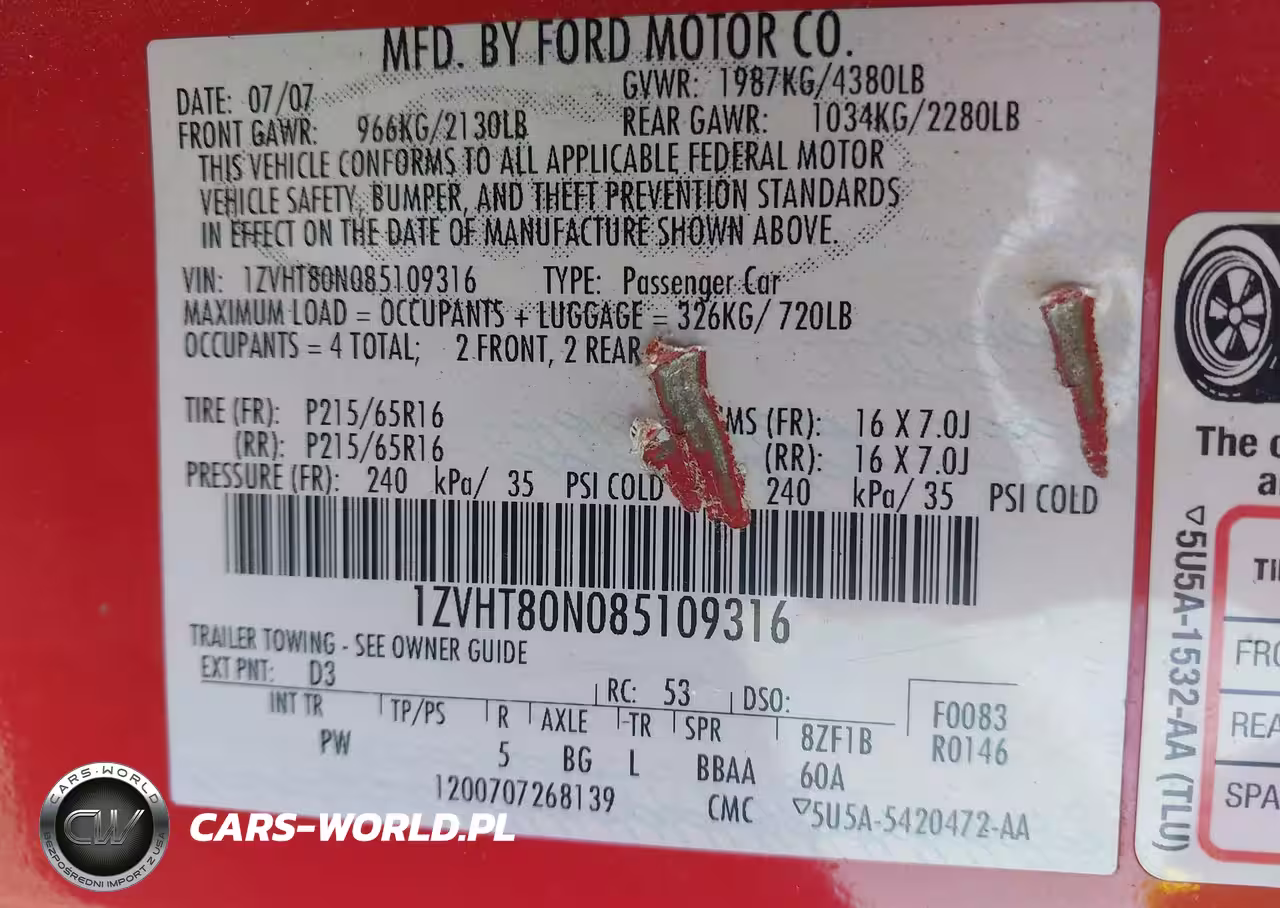 MFD. BY FORD MOTOR CO.
DATE: 07/07 GVWR: 1987KG/4380LB
FRONT GAWR: 966KG/2130LB REAR GAWR: 1034KG/2280LB
THIS VEHICLE CONFORMS TO ALL APPLICABLE FEDERAL MOTOR
VEHICLE SAFETY, BUMPER, AND THEFT PREVENTION STANDARDS
IN EFFECT ON THE DATE OF MANUFACTURE SHOWN ABOVE.
VIN: 1ZVHT80N085109316 TYPE: Passenger Car
MAXIMUM LOAD = OCCUPANTS + LUGGAGE = 326KG/ 720LB
OCCUPANTS = 4 TOTAL; 2 FRONT, 2 REAR
TIRE (FR): P215/65R16 MS (FR): 16 X 7.0J
(RR): P215/65R16 (RR): 16 X 7.0J
PRESSURE (FR): 240 kPa/ 35 PSI COLD 240 kPa/ 35 PSI COLD
1ZVHT80N085109316
TRAILER TOWING - SEE OWNER GUIDE
EXT PNT: D3 RC: 53 DSO:
INT TR TP/PS R AXLE TR SPR 8ZF1B F0083
PW 5 BG L BBAA 60A R0146
1200707268139 CMC ▽5U5A-5420472-AA
The
▽5U5A-1532-AA (TLU)
TI
FRO
REA
SPA
CARS-WORLD
CW
BEZPOŚREDNI IMPORT Z USA
CARS-WORLD.PL